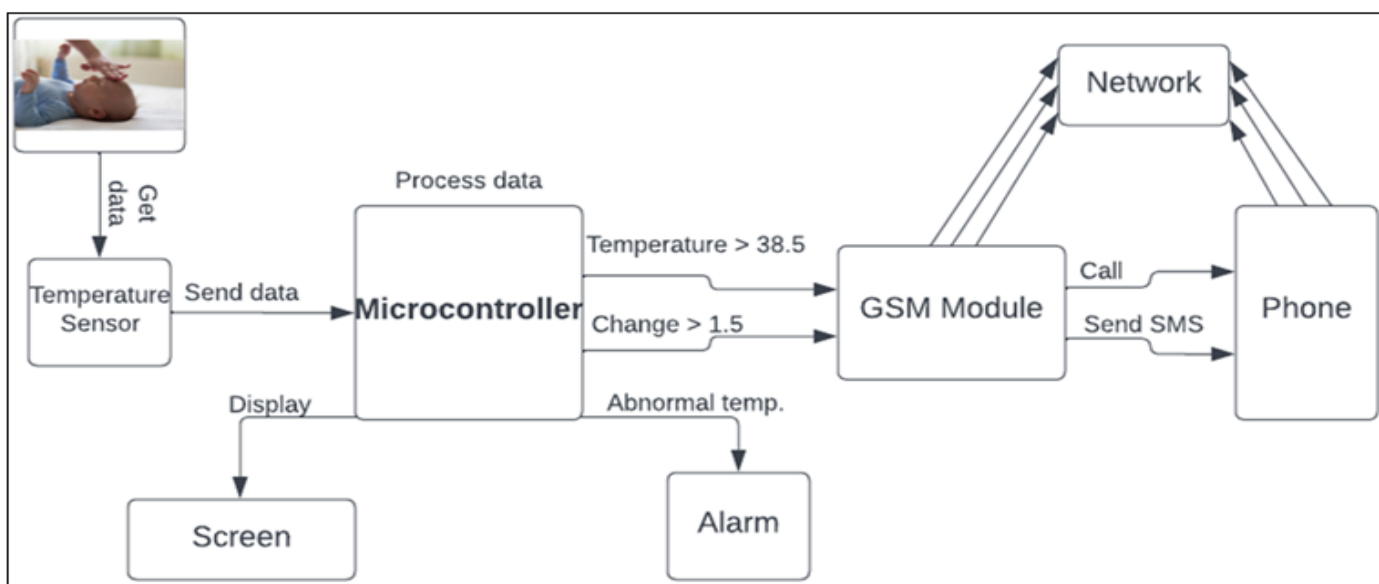 Network
Process data
Get
data
Temperature > 38.5
Temperature
Sensor
Send data
Microcontroller
Change > 1.5
GSM Module
Call
Send SMS
Phone
Display
Abnormal temp.
Screen
Alarm